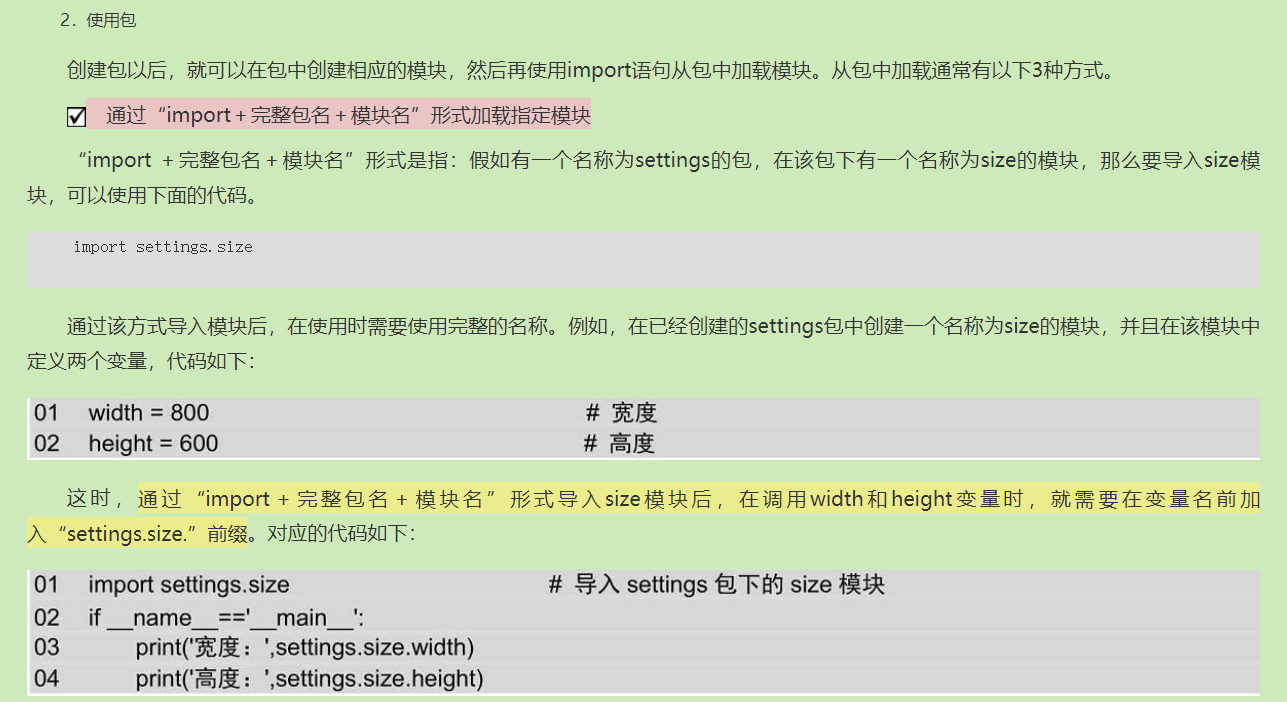 2. 使用包
创建包以后，就可以在包中创建相应的模块，然后再使用import语句从包中加载模块。从包中加载通常有以下3种方式。
通过“import＋完整包名＋模块名”形式加载指定模块
“import ＋完整包名＋模块名”形式是指：假如有一个名称为settings的包，在该包下有一个名称为size的模块，那么要导入size模
块，可以使用下面的代码。
import settings.size
通过该方式导入模块后，在使用时需要使用完整的名称。例如，在已经创建的settings包中创建一个名称为size的模块，并且在该模块中
定义两个变量，代码如下：
01 width = 800 # 宽度
02 height = 600 # 高度
这时，通过“import＋完整包名＋模块名”形式导入size模块后，在调用width和height变量时，就需要在变量名前加
入“settings.size.”前缀。对应的代码如下：
01 import settings.size # 导入 settings 包下的 size 模块
02 if __name__=='__main__':
03 print('宽度：',settings.size.width)
04 print('高度：',settings.size.height)